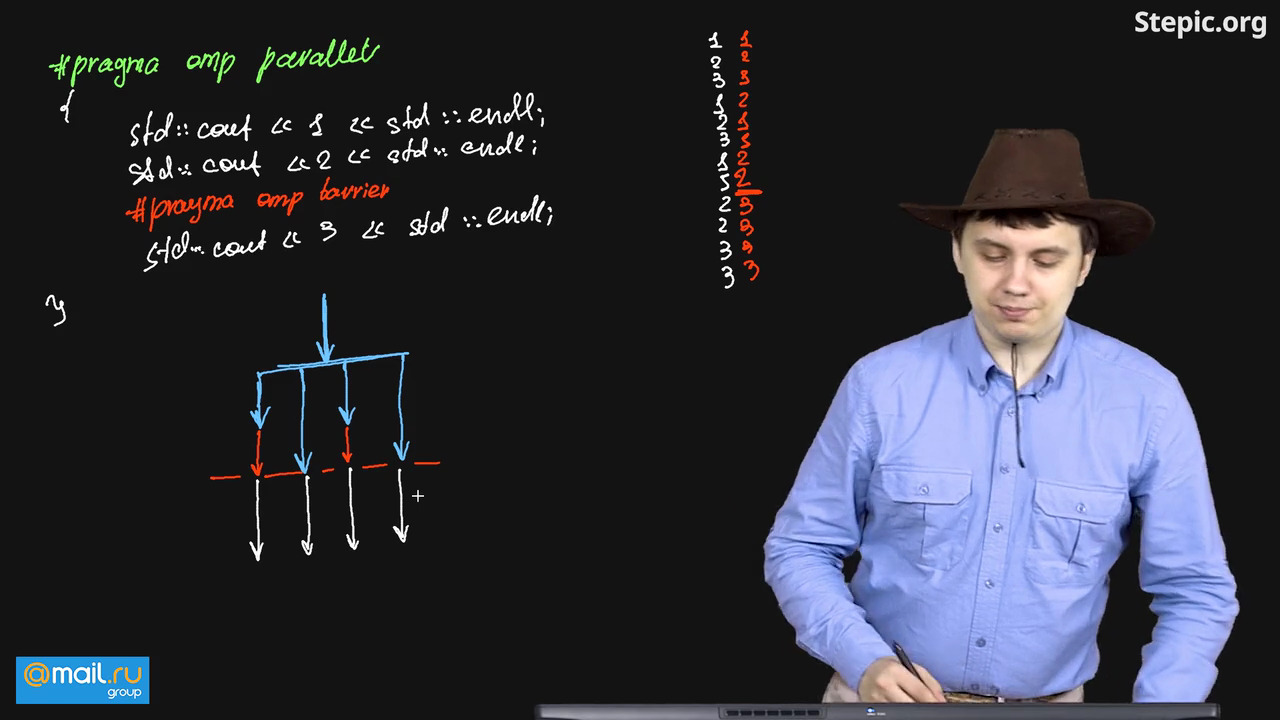 Stepic.org
#pragma omp parallel
{
std::cout << 1 << std::endl;
std::cout << 2 << std::endl;
#pragma omp barrier
std::cout << 3 << std::endl;
}
1 1
2 2
3 3
1 2
2 1
3 3
1 2
3 2
2 3
2 3
3 3
3 3
@mail.ru
group